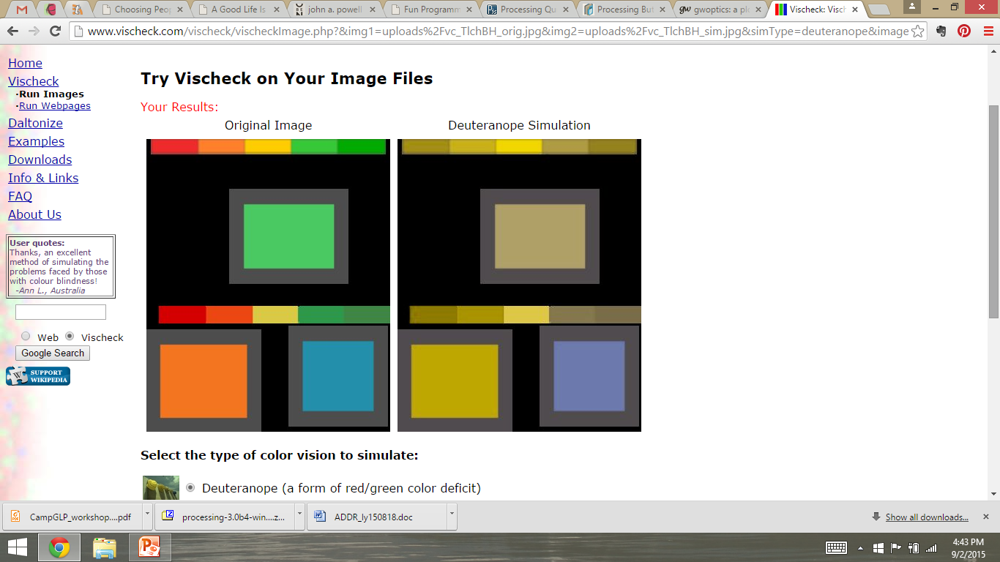 Choosing Peop
A Good Life Is
john a. powell
Fun Programm
Processing Qu
Processing But
gwoptics: a plo
Vischeck: Visch
www.vischeck.com/vischeck/vischeckImage.php?&img1=uploads%2Fvc_TlchBH_orig.jpg&img2=uploads%2Fvc_TlchBH_sim.jpg&simType=deuteranope&image
Home
Vischeck
·Run Images
·Run Webpages
Daltonize
Examples
Downloads
Info & Links
FAQ
About Us
User quotes:
Thanks, an excellent
method of simulating the
problems faced by those
with colour blindness!
-Ann L., Australia
Web Vischeck
Google Search
SUPPORT
WIKIPEDIA
Try Vischeck on Your Image Files
Your Results:
Original Image Deuteranope Simulation
Select the type of color vision to simulate:
Deuteranope (a form of red/green color deficit)
CampGLP_workshop....pdf
processing-3.0b4-win....z...
ADDR_ly150818.doc
Show all downloads...
4:43 PM
9/2/2015